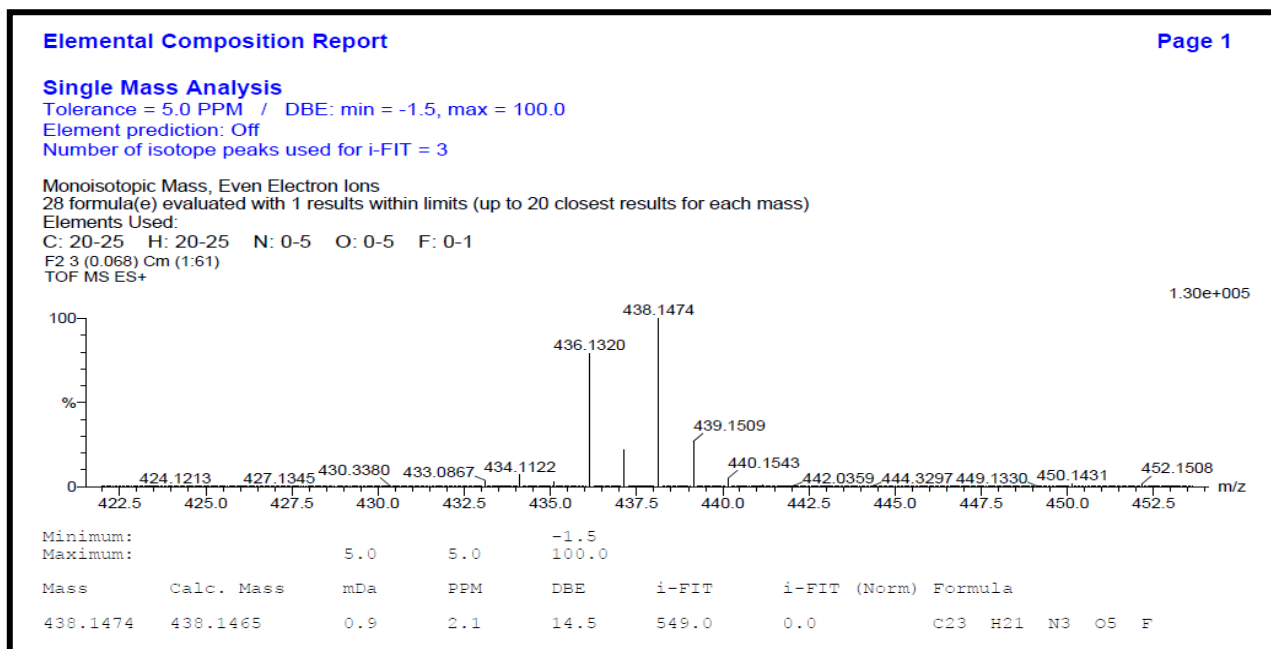 Elemental Composition Report Page 1
Single Mass Analysis
Tolerance = 5.0 PPM / DBE: min = -1.5, max = 100.0
Element prediction: Off
Number of isotope peaks used for i-FIT = 3
Monoisotopic Mass, Even Electron Ions
28 formula(e) evaluated with 1 results within limits (up to 20 closest results for each mass)
Elements Used:
C: 20-25 H: 20-25 N: 0-5 O: 0-5 F: 0-1
F2 3 (0.068) Cm (1:61)
TOF MS ES+
1.30e+005
100
%
0
438.1474
436.1320
439.1509
424.1213 427.1345 430.3380 433.0867 434.1122 440.1543 442.0359 444.3297 449.1330 450.1431 452.1508
m/z
422.5 425.0 427.5 430.0 432.5 435.0 437.5 440.0 442.5 445.0 447.5 450.0 452.5
Minimum: -1.5
Maximum: 5.0 5.0 100.0
Mass Calc. Mass mDa PPM DBE i-FIT i-FIT (Norm) Formula
438.1474 438.1465 0.9 2.1 14.5 549.0 0.0 C23 H21 N3 O5 F